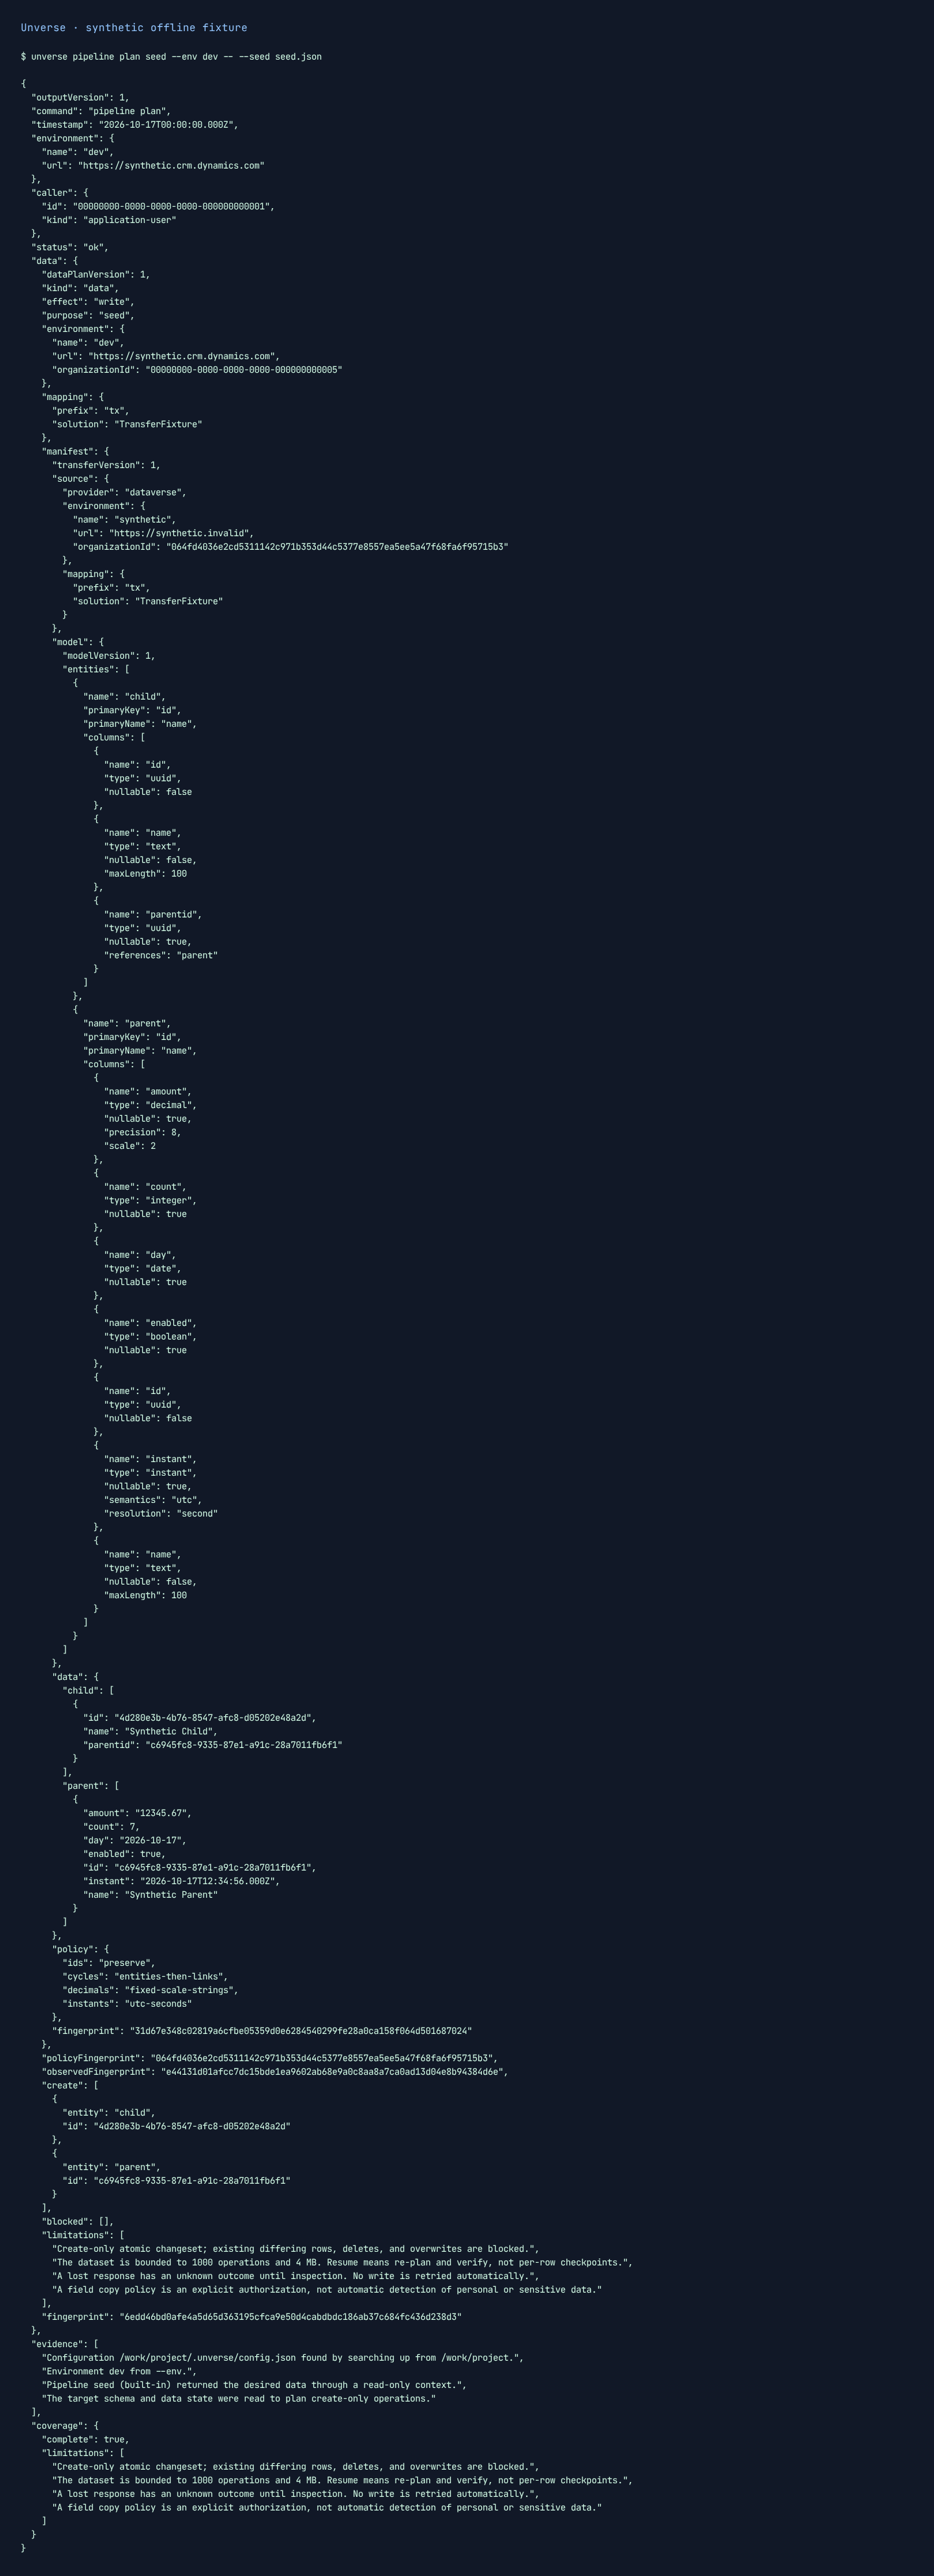 Unverse · synthetic offline fixture
$ unverse pipeline plan seed --env dev -- --seed seed.json
{
  "outputVersion": 1,
  "command": "pipeline plan",
  "timestamp": "2026-10-17T00:00:00.000Z",
  "environment": {
    "name": "dev",
    "url": "https://synthetic.crm.dynamics.com"
  },
  "caller": {
    "id": "00000000-0000-0000-0000-000000000001",
    "kind": "application-user"
  },
  "status": "ok",
  "data": {
    "dataPlanVersion": 1,
    "kind": "data",
    "effect": "write",
    "purpose": "seed",
    "environment": {
      "name": "dev",
      "url": "https://synthetic.crm.dynamics.com",
      "organizationId": "00000000-0000-0000-0000-000000000005"
    },
    "mapping": {
      "prefix": "tx",
      "solution": "TransferFixture"
    },
    "manifest": {
      "transferVersion": 1,
      "source": {
        "provider": "dataverse",
        "environment": {
          "name": "synthetic",
          "url": "https://synthetic.invalid",
          "organizationId": "064fd4036e2cd5311142c971b353d44c5377e8557ea5ee5a47f68fa6f95715b3"
        },
        "mapping": {
          "prefix": "tx",
          "solution": "TransferFixture"
        }
      },
      "model": {
        "modelVersion": 1,
        "entities": [
          {
            "name": "child",
            "primaryKey": "id",
            "primaryName": "name",
            "columns": [
              {
                "name": "id",
                "type": "uuid",
                "nullable": false
              },
              {
                "name": "name",
                "type": "text",
                "nullable": false,
                "maxLength": 100
              },
              {
                "name": "parentid",
                "type": "uuid",
                "nullable": true,
                "references": "parent"
              }
            ]
          },
          {
            "name": "parent",
            "primaryKey": "id",
            "primaryName": "name",
            "columns": [
              {
                "name": "amount",
                "type": "decimal",
                "nullable": true,
                "precision": 8,
                "scale": 2
              },
              {
                "name": "count",
                "type": "integer",
                "nullable": true
              },
              {
                "name": "day",
                "type": "date",
                "nullable": true
              },
              {
                "name": "enabled",
                "type": "boolean",
                "nullable": true
              },
              {
                "name": "id",
                "type": "uuid",
                "nullable": false
              },
              {
                "name": "instant",
                "type": "instant",
                "nullable": true,
                "semantics": "utc",
                "resolution": "second"
              },
              {
                "name": "name",
                "type": "text",
                "nullable": false,
                "maxLength": 100
              }
            ]
          }
        ]
      },
      "data": {
        "child": [
          {
            "id": "4d280e3b-4b76-8547-afc8-d05202e48a2d",
            "name": "Synthetic Child",
            "parentid": "c6945fc8-9335-87e1-a91c-28a7011fb6f1"
          }
        ],
        "parent": [
          {
            "amount": "12345.67",
            "count": 7,
            "day": "2026-10-17",
            "enabled": true,
            "id": "c6945fc8-9335-87e1-a91c-28a7011fb6f1",
            "instant": "2026-10-17T12:34:56.000Z",
            "name": "Synthetic Parent"
          }
        ]
      },
      "policy": {
        "ids": "preserve",
        "cycles": "entities-then-links",
        "decimals": "fixed-scale-strings",
        "instants": "utc-seconds"
      },
      "fingerprint": "31d67e348c02819a6cfbe05359d0e6284540299fe28a0ca158f064d501687024"
    },
    "policyFingerprint": "064fd4036e2cd5311142c971b353d44c5377e8557ea5ee5a47f68fa6f95715b3",
    "observedFingerprint": "e44131d01afcc7dc15bde1ea9602ab68e9a0c8aa8a7ca0ad13d04e8b94384d6e",
    "create": [
      {
        "entity": "child",
        "id": "4d280e3b-4b76-8547-afc8-d05202e48a2d"
      },
      {
        "entity": "parent",
        "id": "c6945fc8-9335-87e1-a91c-28a7011fb6f1"
      }
    ],
    "blocked": [],
    "limitations": [
      "Create-only atomic changeset; existing differing rows, deletes, and overwrites are blocked.",
      "The dataset is bounded to 1000 operations and 4 MB. Resume means re-plan and verify, not per-row checkpoints.",
      "A lost response has an unknown outcome until inspection. No write is retried automatically.",
      "A field copy policy is an explicit authorization, not automatic detection of personal or sensitive data."
    ],
    "fingerprint": "6edd46bd0afe4a5d65d363195cfca9e50d4cabdbdc186ab37c684fc436d238d3"
  },
  "evidence": [
    "Configuration /work/project/.unverse/config.json found by searching up from /work/project.",
    "Environment dev from --env.",
    "Pipeline seed (built-in) returned the desired data through a read-only context.",
    "The target schema and data state were read to plan create-only operations."
  ],
  "coverage": {
    "complete": true,
    "limitations": [
      "Create-only atomic changeset; existing differing rows, deletes, and overwrites are blocked.",
      "The dataset is bounded to 1000 operations and 4 MB. Resume means re-plan and verify, not per-row checkpoints.",
      "A lost response has an unknown outcome until inspection. No write is retried automatically.",
      "A field copy policy is an explicit authorization, not automatic detection of personal or sensitive data."
    ]
  }
}